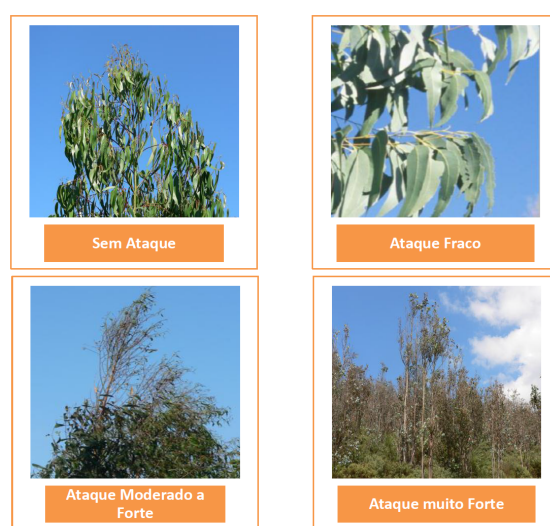 Sem Ataque
Ataque Fraco
Ataque Moderado a
Forte
Ataque muito Forte